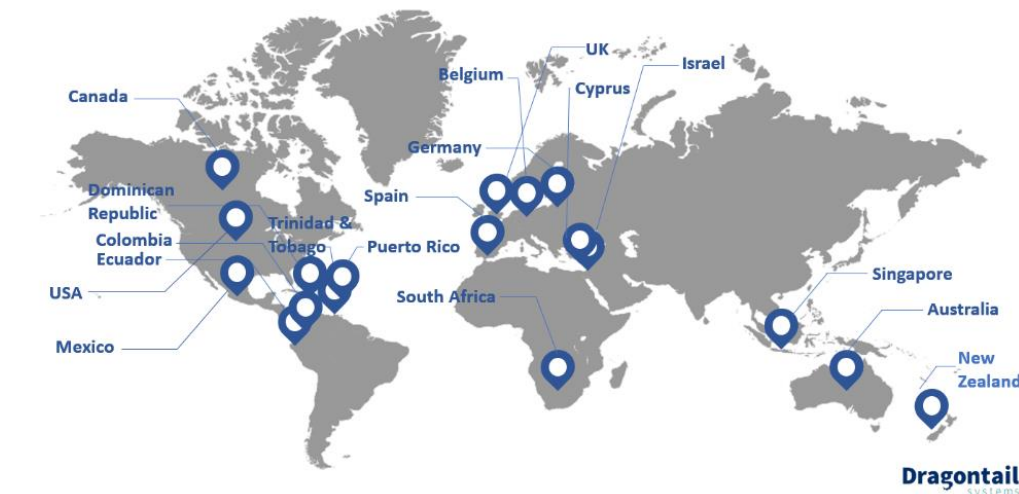 UK
Israel
Belgium
Cyprus
Canada
Germany
Dominican
Republic
Spain
Trinidad &
Tobago
Colombia
Ecuador
Puerto Rico
Singapore
USA
South Africa
Australia
Mexico
New
Zealand
Dragontail
systems